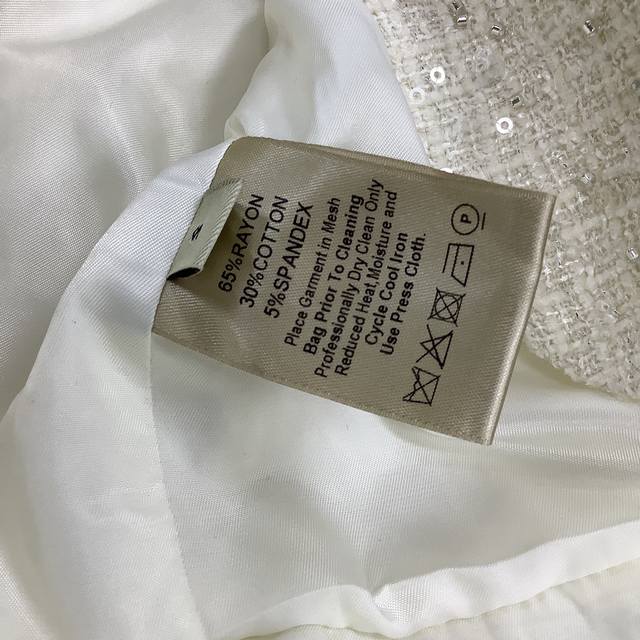 65%RAYON
30%COTTON
5%SPANDEX
Place Garment in Mesh
Bag Prior To Cleaning
Professionally Dry Clean Only
Reduced Heat,Moisture and
Cycle Cool Iron
Use Press Cloth.
P